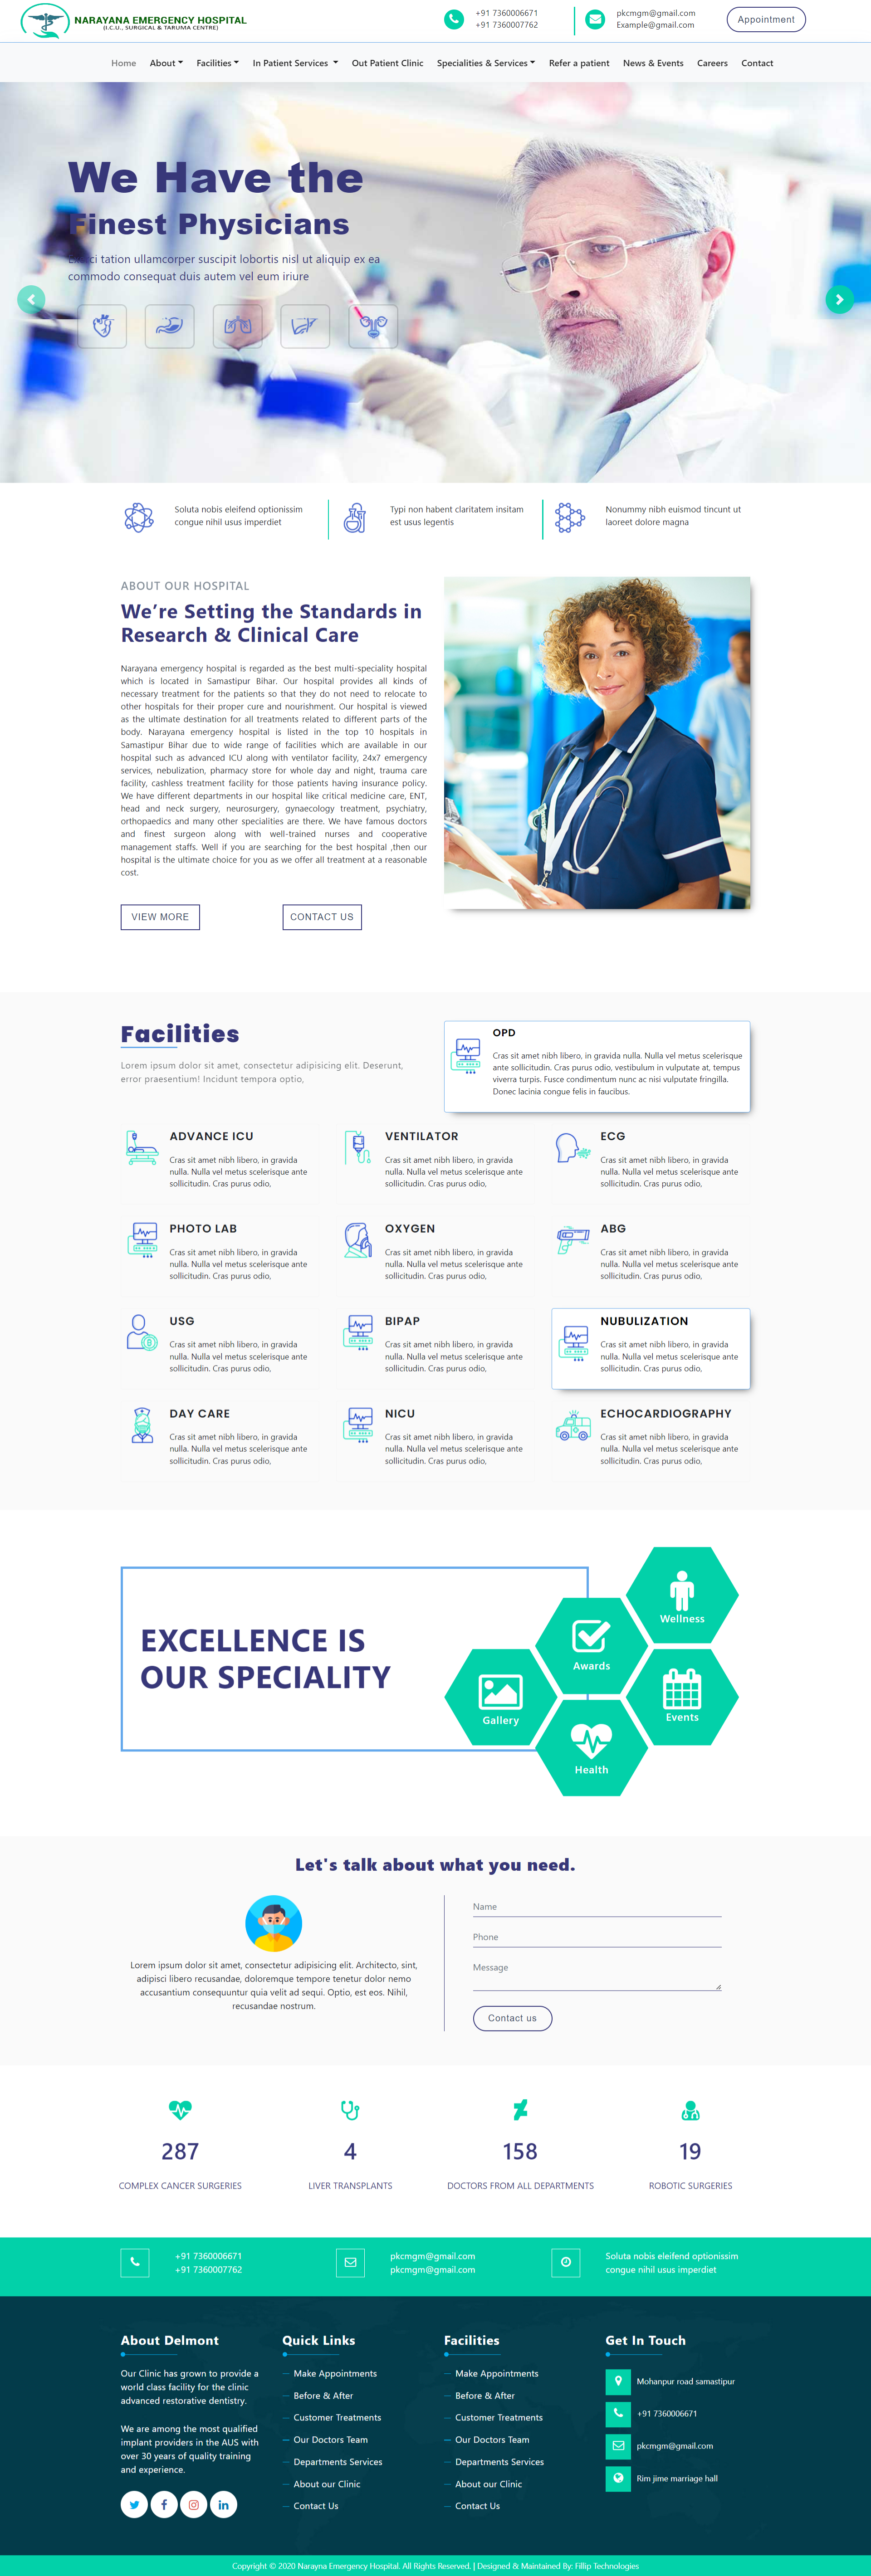 NARAYANA EMERGENCY HOSPITAL
(I.C.U., SURGICAL & TARUMA CENTRE)
+91 7360006671
+91 7360007762
pkcmgm@gmail.com
Example@gmail.com
Appointment
Home About Facilities In Patient Services Out Patient Clinic Specialities & Services Refer a patient News & Events Careers Contact
We Have the
Finest Physicians
tation ullamcorper suscipit lobortis nisl ut aliquip ex ea
commodo consequat duis autem vel eum iriure
Soluta nobis eleifend optionissim
congue nihil usus imperdiet
Typi non habent claritatem insitam
est usus legentis
Nonummy nibh euismod tincunt ut
laoreet dolore magna
ABOUT OUR HOSPITAL
We’re Setting the Standards in
Research & Clinical Care
Narayana emergency hospital is regarded as the best multi-speciality hospital
which is located in Samastipur Bihar. Our hospital provides all kinds of
necessary treatment for the patients so that they do not need to relocate to
other hospitals for their proper cure and nourishment. Our hospital is viewed
as the ultimate destination for all treatments related to different parts of the
body. Narayana emergency hospital is listed in the top 10 hospitals in
Samastipur Bihar due to wide range of facilities which are available in our
hospital such as advanced ICU along with ventilator facility, 24x7 emergency
services, nebulization, pharmacy store for whole day and night, trauma care
facility, cashless treatment facility for those patients having insurance policy.
We have different departments in our hospital like critical medicine care, ENT,
head and neck surgery, neurosurgery, gynaecology treatment, psychiatry,
orthopaedics and many other specialities are there. We have famous doctors
and finest surgeon along with well-trained nurses and cooperative
management staffs. Well if you are searching for the best hospital ,then our
hospital is the ultimate choice for you as we offer all treatment at a reasonable
cost.
VIEW MORE
CONTACT US
Facilities
Lorem ipsum dolor sit amet, consectetur adipisicing elit. Deserunt,
error praesentium! Incidunt tempora optio,
OPD
Cras sit amet nibh libero, in gravida nulla. Nulla vel metus scelerisque
ante sollicitudin. Cras purus odio, vestibulum in vulputate at, tempus
viverra turpis. Fusce condimentum nunc ac nisi vulputate fringilla.
Donec lacinia congue felis in faucibus.
ADVANCE ICU
Cras sit amet nibh libero, in gravida
nulla. Nulla vel metus scelerisque ante
sollicitudin. Cras purus odio,
VENTILATOR
Cras sit amet nibh libero, in gravida
nulla. Nulla vel metus scelerisque ante
sollicitudin. Cras purus odio,
ECG
Cras sit amet nibh libero, in gravida
nulla. Nulla vel metus scelerisque ante
sollicitudin. Cras purus odio,
PHOTO LAB
Cras sit amet nibh libero, in gravida
nulla. Nulla vel metus scelerisque ante
sollicitudin. Cras purus odio,
OXYGEN
Cras sit amet nibh libero, in gravida
nulla. Nulla vel metus scelerisque ante
sollicitudin. Cras purus odio,
ABG
Cras sit amet nibh libero, in gravida
nulla. Nulla vel metus scelerisque ante
sollicitudin. Cras purus odio,
USG
Cras sit amet nibh libero, in gravida
nulla. Nulla vel metus scelerisque ante
sollicitudin. Cras purus odio,
BIPAP
Cras sit amet nibh libero, in gravida
nulla. Nulla vel metus scelerisque ante
sollicitudin. Cras purus odio,
NUBULIZATION
Cras sit amet nibh libero, in gravida
nulla. Nulla vel metus scelerisque ante
sollicitudin. Cras purus odio,
DAY CARE
Cras sit amet nibh libero, in gravida
nulla. Nulla vel metus scelerisque ante
sollicitudin. Cras purus odio,
NICU
Cras sit amet nibh libero, in gravida
nulla. Nulla vel metus scelerisque ante
sollicitudin. Cras purus odio,
ECHOCARDIOGRAPHY
Cras sit amet nibh libero, in gravida
nulla. Nulla vel metus scelerisque ante
sollicitudin. Cras purus odio,
EXCELLENCE IS
OUR SPECIALITY
Wellness
Awards
Gallery
Events
Health
Let's talk about what you need.
Lorem ipsum dolor sit amet, consectetur adipisicing elit. Architecto, sint,
adipisci libero recusandae, doloremque tempore tenetur dolor nemo
accusantium consequuntur quia velit ad sequi. Optio, est eos. Nihil,
recusandae nostrum.
Name
Phone
Message
Contact us
287
COMPLEX CANCER SURGERIES
4
LIVER TRANSPLANTS
158
DOCTORS FROM ALL DEPARTMENTS
19
ROBOTIC SURGERIES
+91 7360006671
+91 7360007762
pkcmgm@gmail.com
pkcmgm@gmail.com
Soluta nobis eleifend optionissim
congue nihil usus imperdiet
About Delmont
Our Clinic has grown to provide a
world class facility for the clinic
advanced restorative dentistry.
We are among the most qualified
implant providers in the AUS with
over 30 years of quality training
and experience.
Quick Links
Make Appointments
Before & After
Customer Treatments
Our Doctors Team
Departments Services
About our Clinic
Contact Us
Facilities
Make Appointments
Before & After
Customer Treatments
Our Doctors Team
Departments Services
About our Clinic
Contact Us
Get In Touch
Mohanpur road samastipur
+91 7360006671
pkcmgm@gmail.com
Rim jime marriage hall
Copyright © 2020 Narayna Emergency Hospital. All Rights Reserved. | Designed & Maintained By: Fillip Technologies